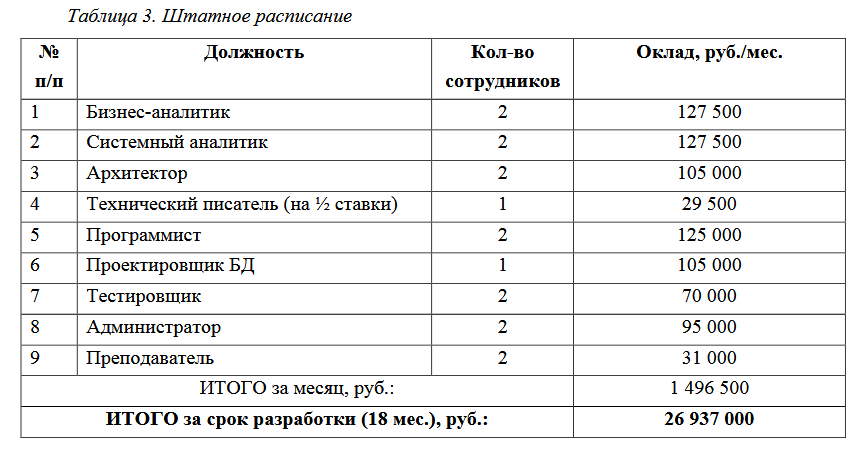 Таблица 3. Штатное расписание
№ п/п Должность Кол-во сотрудников Оклад, руб./мес.
1 Бизнес-аналитик 2 127 500
2 Системный аналитик 2 127 500
3 Архитектор 2 105 000
4 Технический писатель (на ½ ставки) 1 29 500
5 Программист 2 125 000
6 Проектировщик БД 1 105 000
7 Тестировщик 2 70 000
8 Администратор 2 95 000
9 Преподаватель 2 31 000
ИТОГО за месяц, руб.: 1 496 500
ИТОГО за срок разработки (18 мес.), руб.: 26 937 000